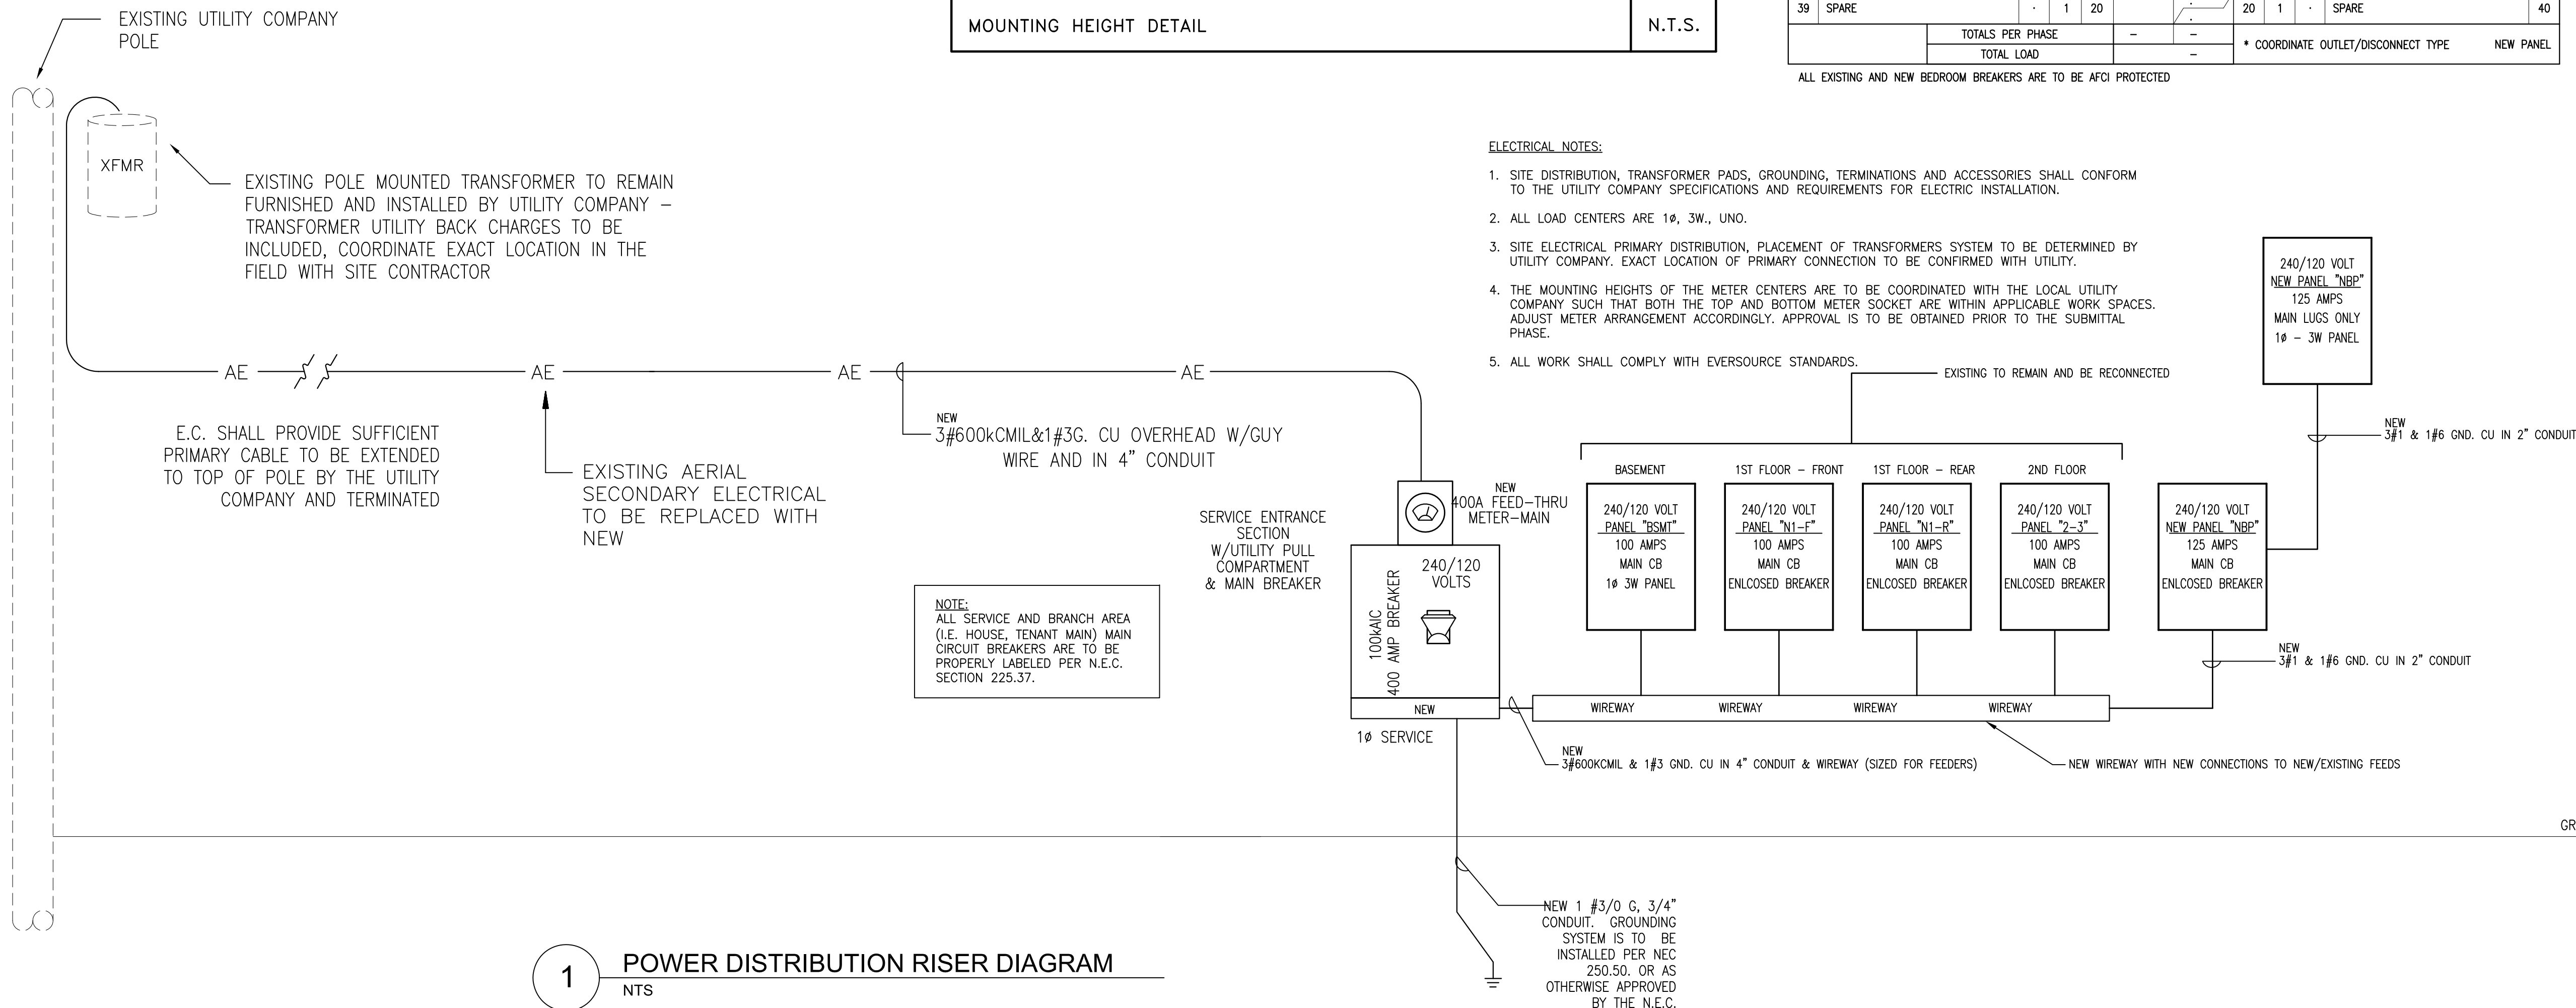 EXISTING UTILITY COMPANY
POLE
MOUNTING HEIGHT DETAIL
N.T.S.
39 SPARE · 1 20 · · 20 1 · SPARE 40
TOTALS PER PHASE – –
TOTAL LOAD –
* COORDINATE OUTLET/DISCONNECT TYPE NEW PANEL
ALL EXISTING AND NEW BEDROOM BREAKERS ARE TO BE AFCI PROTECTED
XFMR
EXISTING POLE MOUNTED TRANSFORMER TO REMAIN
FURNISHED AND INSTALLED BY UTILITY COMPANY –
TRANSFORMER UTILITY BACK CHARGES TO BE
INCLUDED, COORDINATE EXACT LOCATION IN THE
FIELD WITH SITE CONTRACTOR
ELECTRICAL NOTES:
1. SITE DISTRIBUTION, TRANSFORMER PADS, GROUNDING, TERMINATIONS AND ACCESSORIES SHALL CONFORM
TO THE UTILITY COMPANY SPECIFICATIONS AND REQUIREMENTS FOR ELECTRIC INSTALLATION.
2. ALL LOAD CENTERS ARE 1ø, 3W., UNO.
3. SITE ELECTRICAL PRIMARY DISTRIBUTION, PLACEMENT OF TRANSFORMERS SYSTEM TO BE DETERMINED BY
UTILITY COMPANY. EXACT LOCATION OF PRIMARY CONNECTION TO BE CONFIRMED WITH UTILITY.
4. THE MOUNTING HEIGHTS OF THE METER CENTERS ARE TO BE COORDINATED WITH THE LOCAL UTILITY
COMPANY SUCH THAT BOTH THE TOP AND BOTTOM METER SOCKET ARE WITHIN APPLICABLE WORK SPACES.
ADJUST METER ARRANGEMENT ACCORDINGLY. APPROVAL IS TO BE OBTAINED PRIOR TO THE SUBMITTAL
PHASE.
5. ALL WORK SHALL COMPLY WITH EVERSOURCE STANDARDS.
240/120 VOLT
NEW PANEL "NBP"
125 AMPS
MAIN LUGS ONLY
1ø – 3W PANEL
AE
AE
AE
AE
EXISTING TO REMAIN AND BE RECONNECTED
NEW
3#1 & 1#6 GND. CU IN 2" CONDUIT
E.C. SHALL PROVIDE SUFFICIENT
PRIMARY CABLE TO BE EXTENDED
TO TOP OF POLE BY THE UTILITY
COMPANY AND TERMINATED
EXISTING AERIAL
SECONDARY ELECTRICAL
TO BE REPLACED WITH
NEW
NEW
3#600kCMIL&1#3G. CU OVERHEAD W/GUY
WIRE AND IN 4" CONDUIT
NEW
400A FEED–THRU
METER–MAIN
SERVICE ENTRANCE
SECTION
W/UTILITY PULL
COMPARTMENT
& MAIN BREAKER
100kAIC
400 AMP BREAKER
240/120
VOLTS
NEW
1ø SERVICE
NOTE:
ALL SERVICE AND BRANCH AREA
(I.E. HOUSE, TENANT MAIN) MAIN
CIRCUIT BREAKERS ARE TO BE
PROPERLY LABELED PER N.E.C.
SECTION 225.37.
BASEMENT
240/120 VOLT
PANEL "BSMT"
100 AMPS
MAIN CB
1ø 3W PANEL
1ST FLOOR – FRONT
240/120 VOLT
PANEL "N1–F"
100 AMPS
MAIN CB
ENLCOSED BREAKER
1ST FLOOR – REAR
240/120 VOLT
PANEL "N1–R"
100 AMPS
MAIN CB
ENLCOSED BREAKER
2ND FLOOR
240/120 VOLT
PANEL "2–3"
100 AMPS
MAIN CB
ENLCOSED BREAKER
240/120 VOLT
NEW PANEL "NBP"
125 AMPS
MAIN CB
ENLCOSED BREAKER
NEW
3#1 & 1#6 GND. CU IN 2" CONDUIT
WIREWAY WIREWAY WIREWAY WIREWAY
NEW
3#600KCMIL & 1#3 GND. CU IN 4" CONDUIT & WIREWAY (SIZED FOR FEEDERS)
NEW WIREWAY WITH NEW CONNECTIONS TO NEW/EXISTING FEEDS
GR
NEW 1 #3/0 G, 3/4"
CONDUIT. GROUNDING
SYSTEM IS TO BE
INSTALLED PER NEC
250.50. OR AS
OTHERWISE APPROVED
BY THE N.E.C.
1 POWER DISTRIBUTION RISER DIAGRAM
NTS